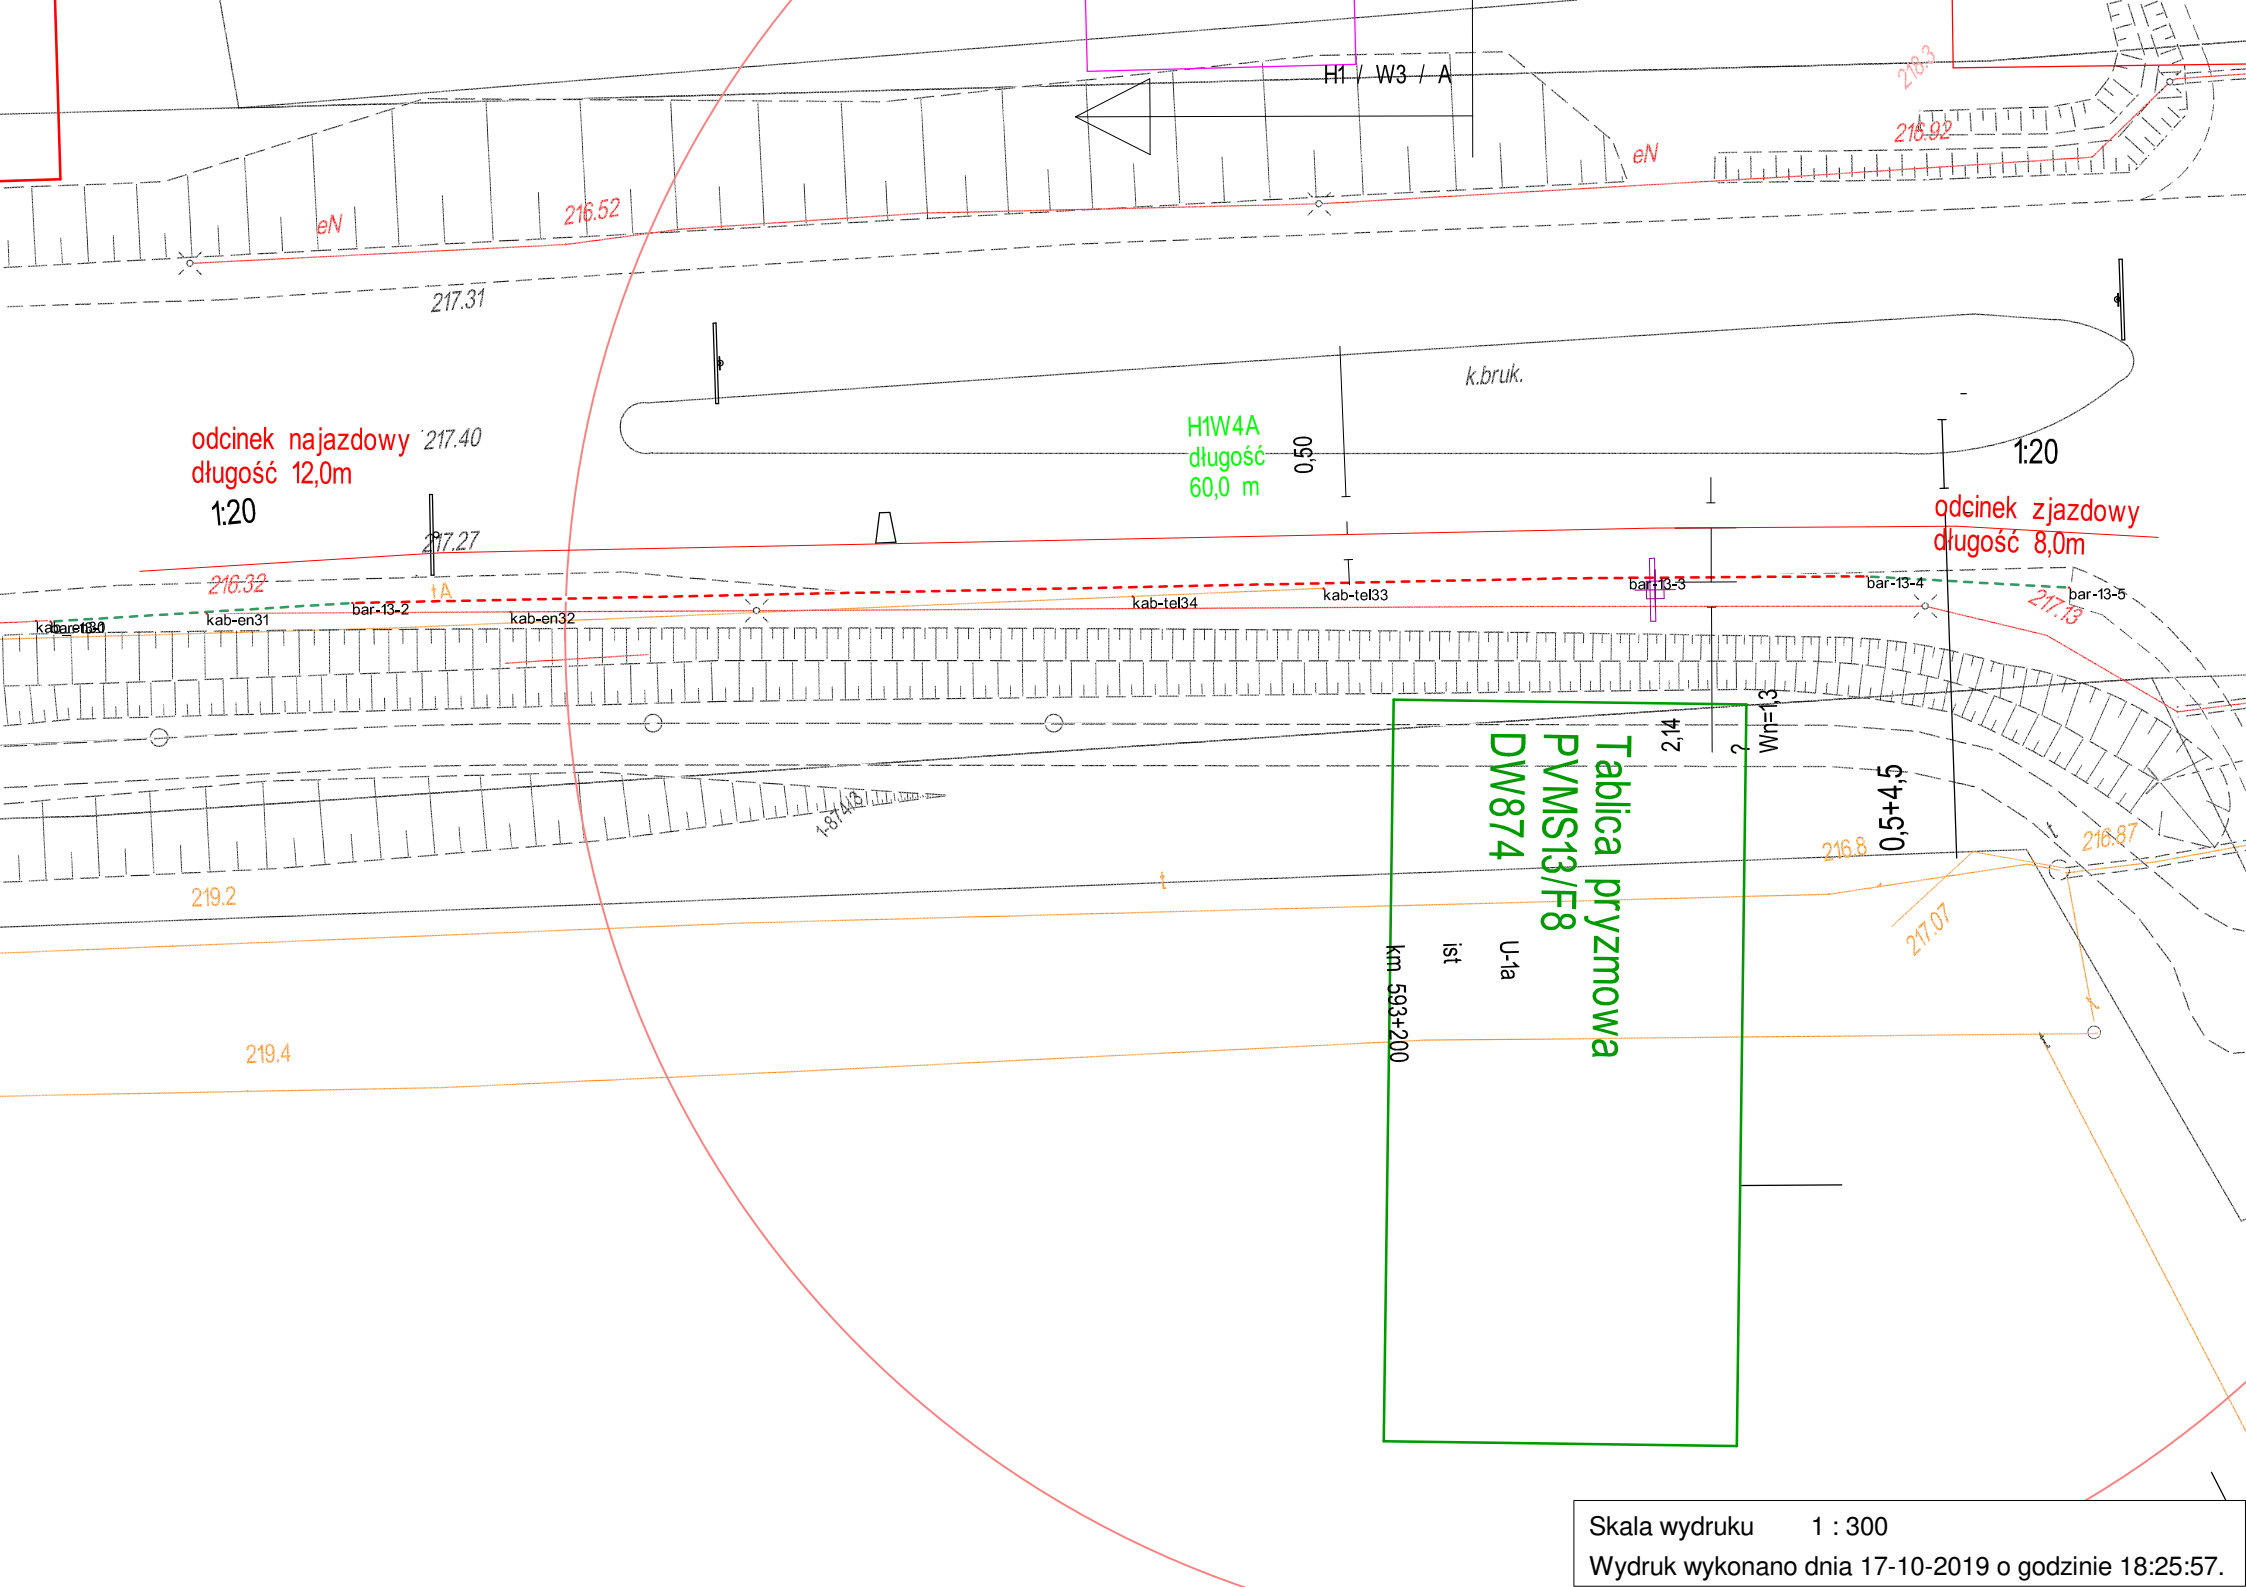 H1 / W3 / A
218.3
216.92
eN
216.52
eN
217.31
k.bruk.
odcinek najazdowy
długość 12,0m
217.40
1:20
H1W4A
długość
60,0 m
0,50
1:20
odcinek zjazdowy
długość 8,0m
217.27
216.32
tA
bar-13-2
kab-en31
kab-en32
kab-tel34
kab-tel33
bar-13-3
bar-13-4
bar-13-5
217.13
2,14
?
Wn=1,3
0,5+4,5
Tablica pryzmowa
PVMS13/F8
DW874
1-874/3
216.8
216.87
219.2
t
217.07
U-1a
ist
km 593+200
219.4
Skala wydruku 1 : 300
Wydruk wykonano dnia 17-10-2019 o godzinie 18:25:57.